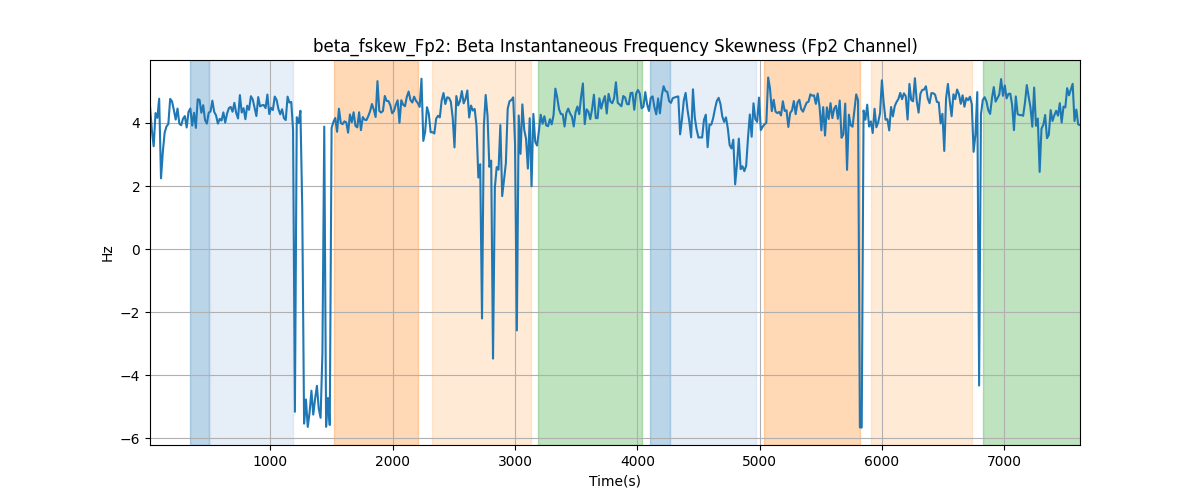 beta_fskew_Fp2: Beta Instantaneous Frequency Skewness (Fp2 Channel)
Hz
4
2
0
−2
−4
−6
1000 2000 3000 4000 5000 6000 7000
Time(s)